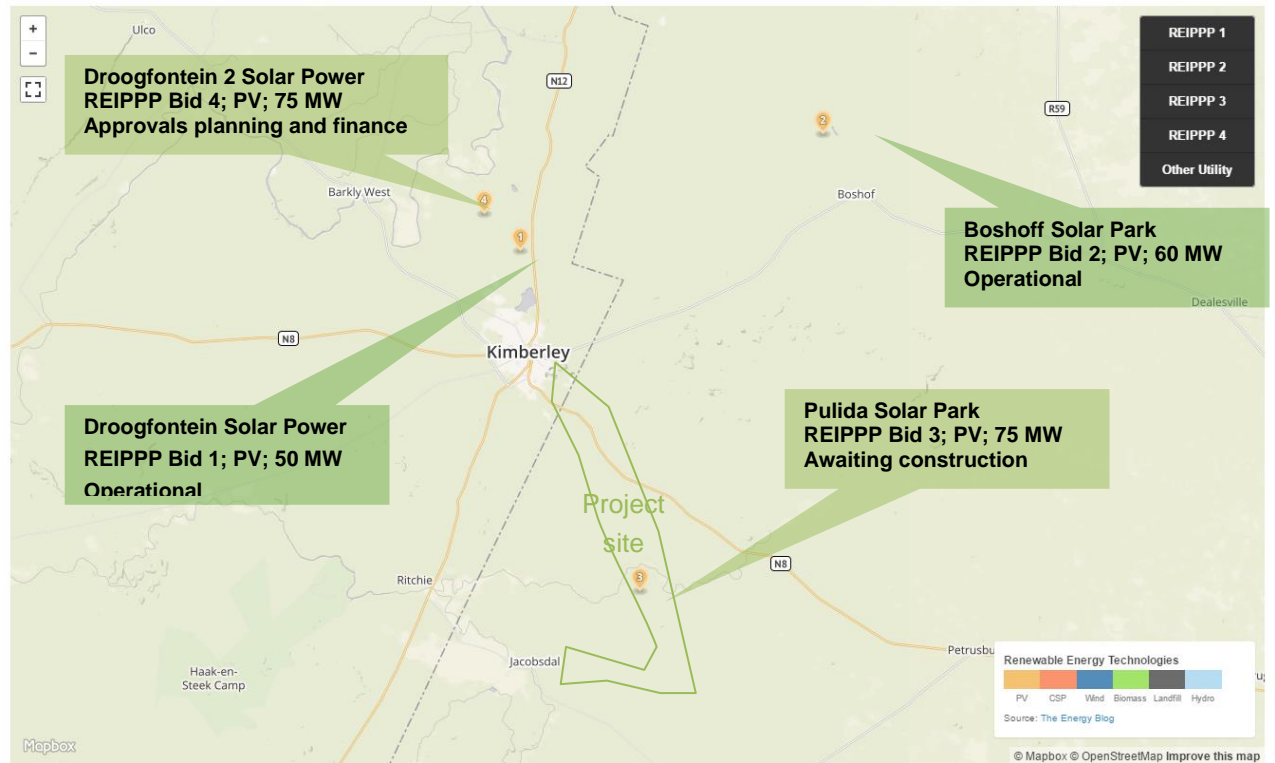 +
−
Ulco
Droogfontein 2 Solar Power
REIPPP Bid 4; PV; 75 MW
Approvals planning and finance
N12
2
R59
REIPPP 1
REIPPP 2
REIPPP 3
REIPPP 4
Other Utility
Barkly West
4
1
Boshof
Boshoff Solar Park
REIPPP Bid 2; PV; 60 MW
Operational
Dealesville
N8
Kimberley
Droogfontein Solar Power
REIPPP Bid 1; PV; 50 MW
Operational
Pulida Solar Park
REIPPP Bid 3; PV; 75 MW
Awaiting construction
Project
site
3
N8
Ritchie
Jacobsdal
Haak-en-
Steek Camp
Petrusbu
Renewable Energy Technologies
PV CSP Wind Biomass Landfill Hydro
Source: The Energy Blog
Mapbox
© Mapbox © OpenStreetMap Improve this map